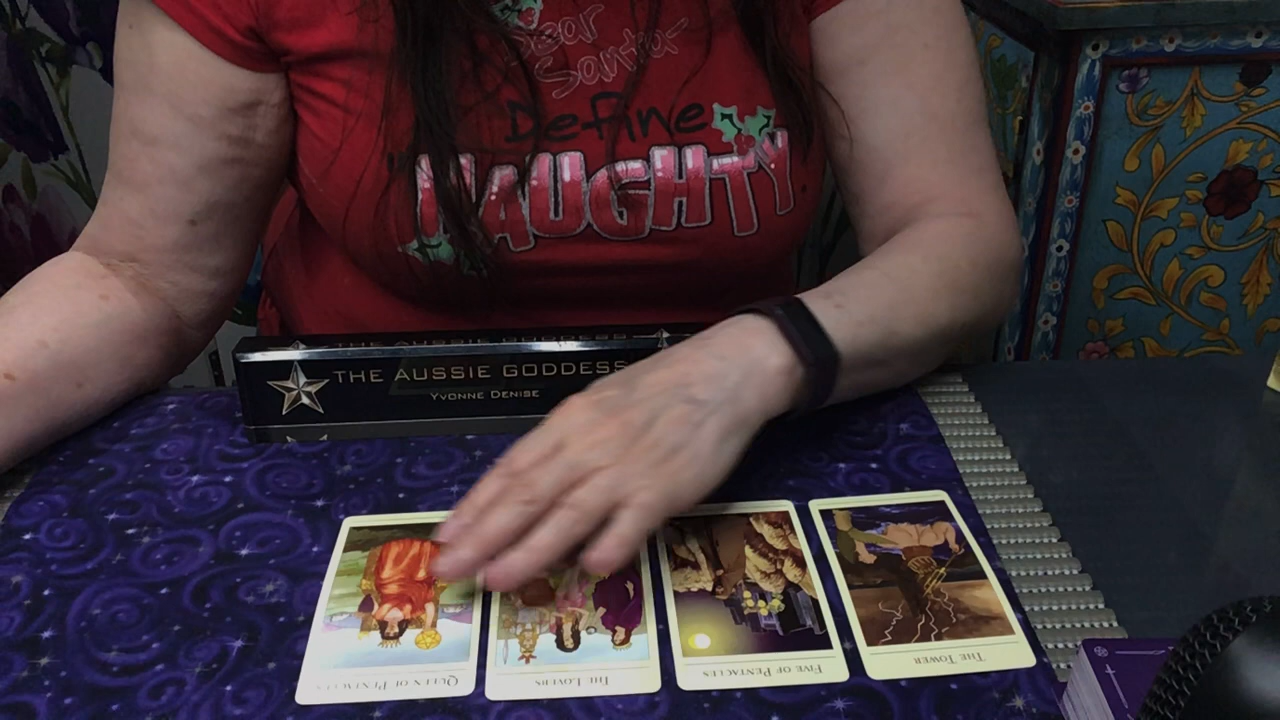 Dear
Santa
Define
NAUGHTY
THE AUSSIE GODDESS
YVONNE DENISE
QUEEN OF PENTACLES
THE LOVERS
FIVE OF PENTACLES
THE TOWER